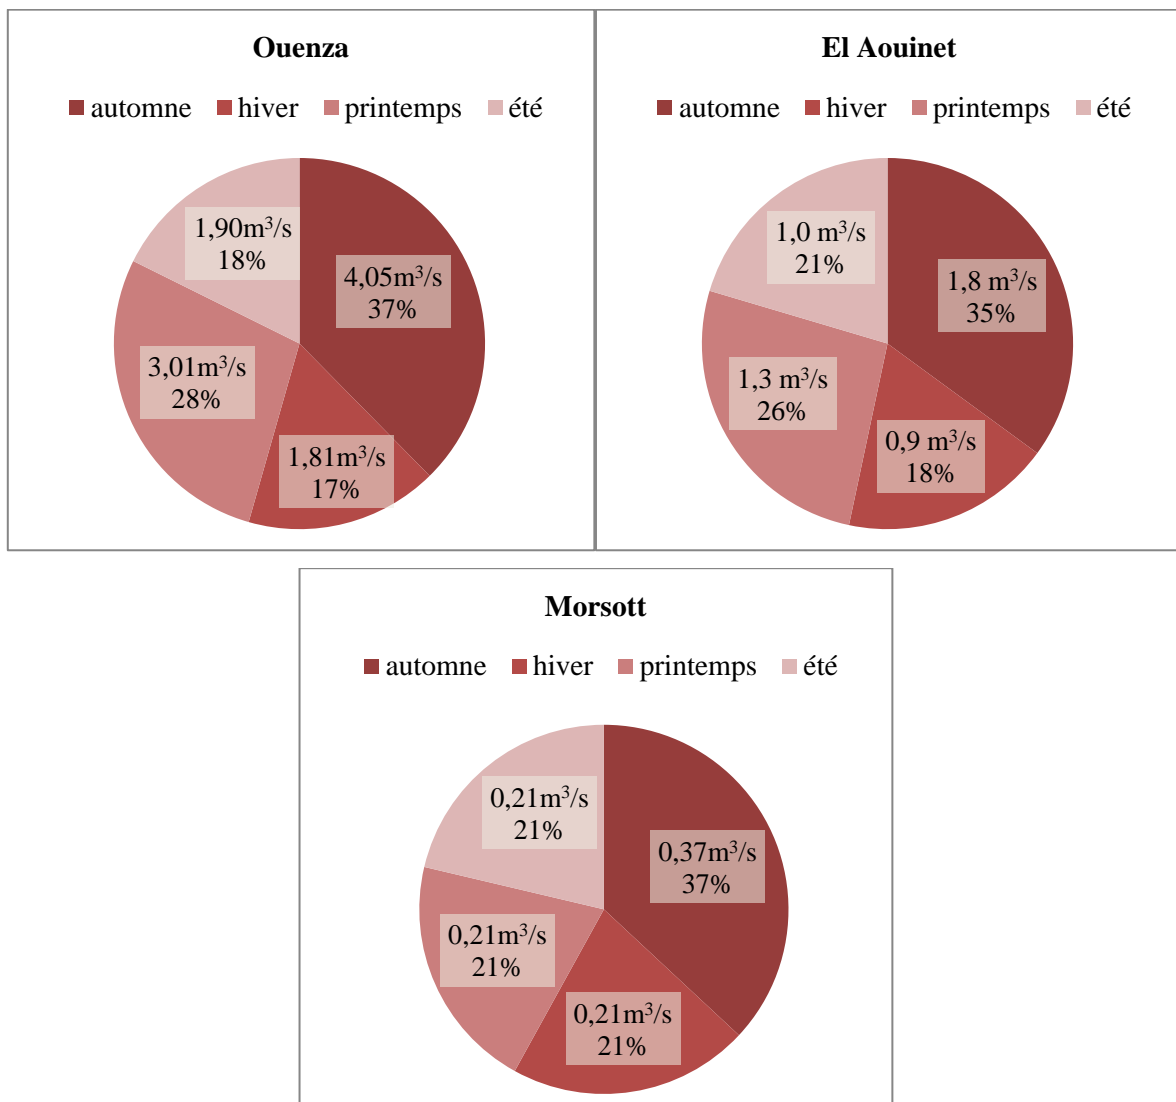 Ouenza
automne hiver printemps été
1,90m³/s
18%
4,05m³/s
37%
3,01m³/s
28%
1,81m³/s
17%
El Aouinet
automne hiver printemps été
1,0 m³/s
21%
1,8 m³/s
35%
1,3 m³/s
26%
0,9 m³/s
18%
Morsott
automne hiver printemps été
0,21m³/s
21%
0,37m³/s
37%
0,21m³/s
21%
0,21m³/s
21%